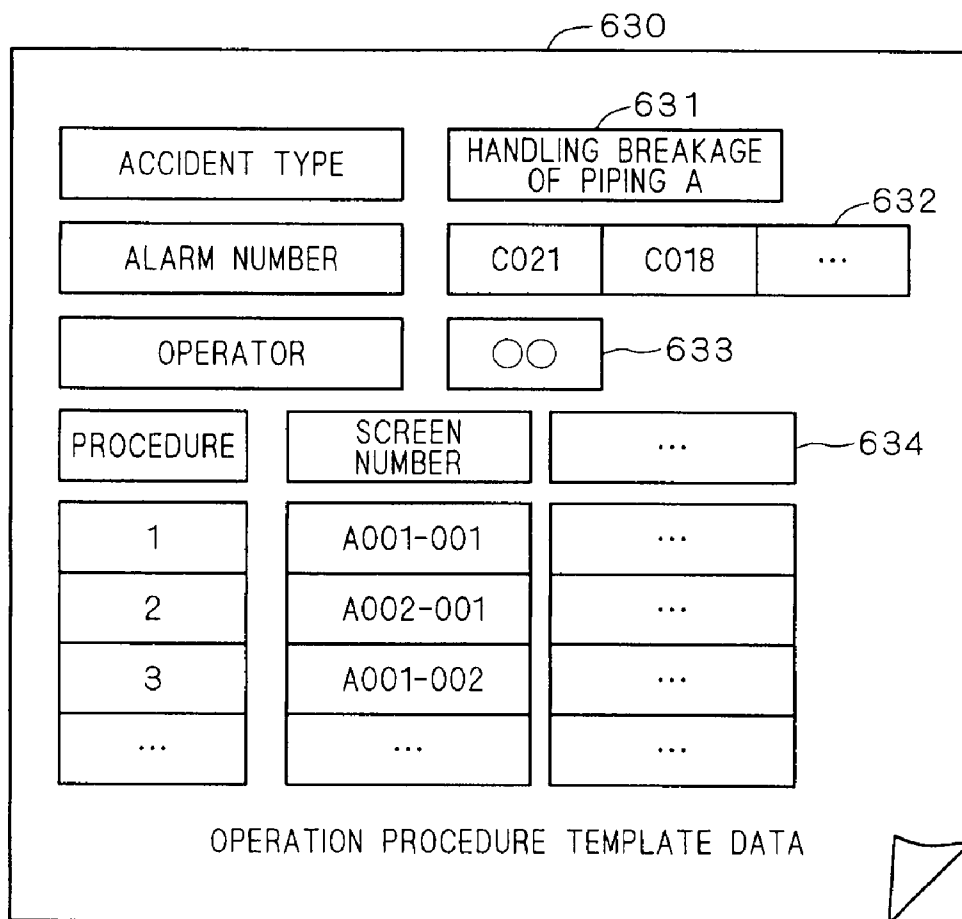 630
631
ACCIDENT TYPE HANDLING BREAKAGE
OF PIPING A
632
ALARM NUMBER C021 C018 ...
OPERATOR ○○ 633
PROCEDURE SCREEN
NUMBER ... 634
1 A001-001 ...
2 A002-001 ...
3 A001-002 ...
... ... ...
OPERATION PROCEDURE TEMPLATE DATA